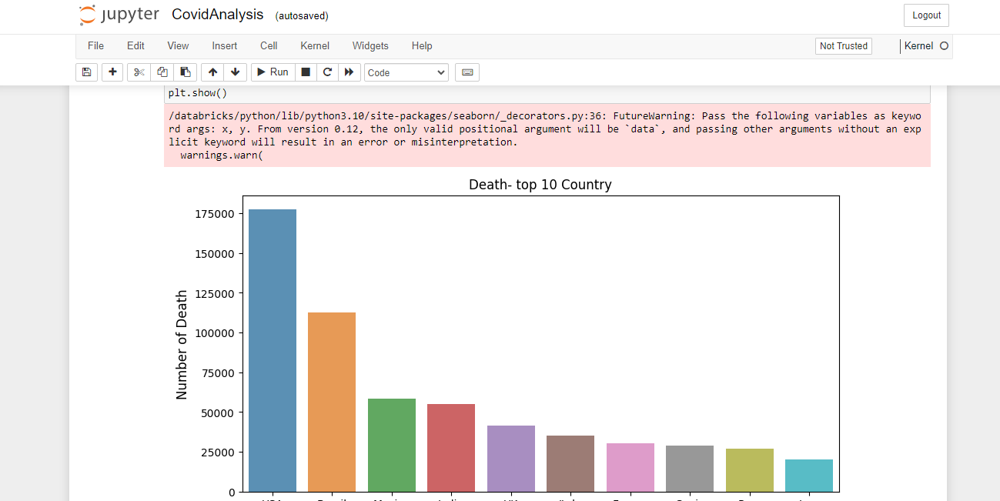 jupyter CovidAnalysis (autosaved)
Logout
File Edit View Insert Cell Kernel Widgets Help
Not Trusted
Kernel
Run
Code
plt.show()
/databricks/python/lib/python3.10/site-packages/seaborn/_decorators.py:36: FutureWarning: Pass the following variables as keywo
rd args: x, y. From version 0.12, the only valid positional argument will be `data`, and passing other arguments without an exp
licit keyword will result in an error or misinterpretation.
warnings.warn(
Death- top 10 Country
Number of Death
175000
150000
125000
100000
75000
50000
25000
0